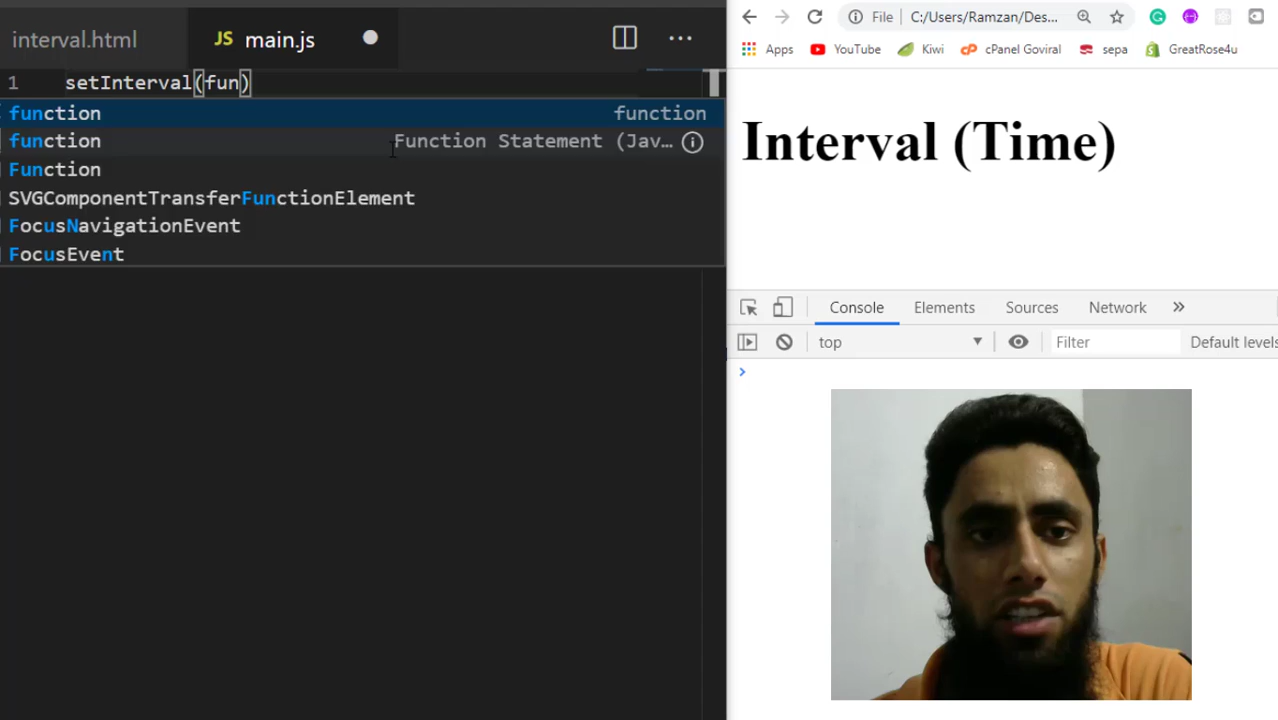 interval.html
JS main.js
1 setInterval(fun)
function function
function Function Statement (Jav…
Function
SVGComponentTransferFunctionElement
FocusNavigationEvent
FocusEvent
File C:/Users/Ramzan/Des...
Apps YouTube Kiwi cP cPanel Goviral sepa GreatRose4u
Interval (Time)
Console Elements Sources Network »
top Filter Default levels